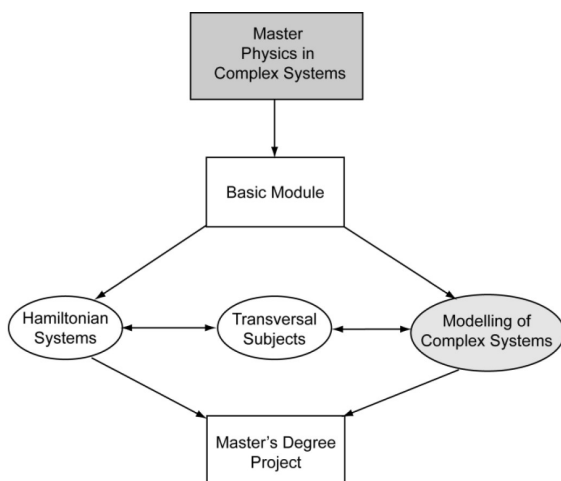 Master
Physics in
Complex Systems
Basic Module
Hamiltonian
Systems
Transversal
Subjects
Modelling of
Complex Systems
Master's Degree
Project